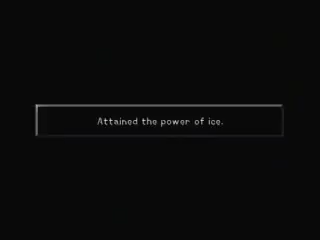 Attained the power of ice.